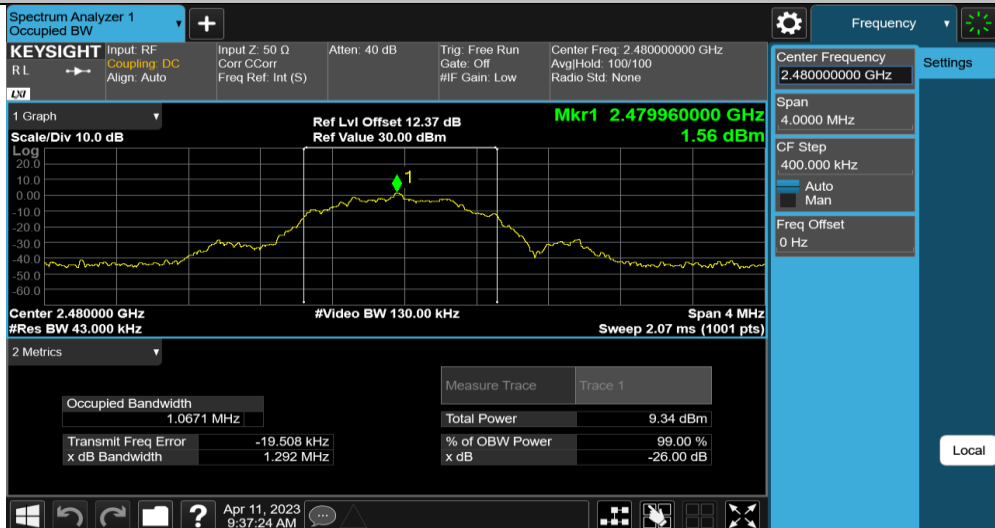 Spectrum Analyzer 1
Occupied BW
+
Frequency
KEYSIGHT
RL
LXI
Input: RF
Coupling: DC
Align: Auto
Input Z: 50 Ω
Corr CCorr
Freq Ref: Int (S)
Atten: 40 dB
Trig: Free Run
Gate: Off
#IF Gain: Low
Center Freq: 2.480000000 GHz
Avg|Hold: 100/100
Radio Std: None
Center Frequency
2.480000000 GHz
Settings
Span
4.0000 MHz
CF Step
400.000 kHz
Auto
Man
Freq Offset
0 Hz
1 Graph
Scale/Div 10.0 dB
Ref Lvl Offset 12.37 dB
Ref Value 30.00 dBm
Mkr1 2.479960000 GHz
1.56 dBm
Log
20.0
10.0
0.00
-10.0
-20.0
-30.0
-40.0
-50.0
-60.0
1
Center 2.480000 GHz
#Res BW 43.000 kHz
#Video BW 130.00 kHz
Span 4 MHz
Sweep 2.07 ms (1001 pts)
2 Metrics
Measure Trace
Trace 1
Occupied Bandwidth
1.0671 MHz
Total Power
9.34 dBm
Transmit Freq Error
-19.508 kHz
% of OBW Power
99.00 %
x dB Bandwidth
1.292 MHz
x dB
-26.00 dB
Local
?
Apr 11, 2023
9:37:24 AM